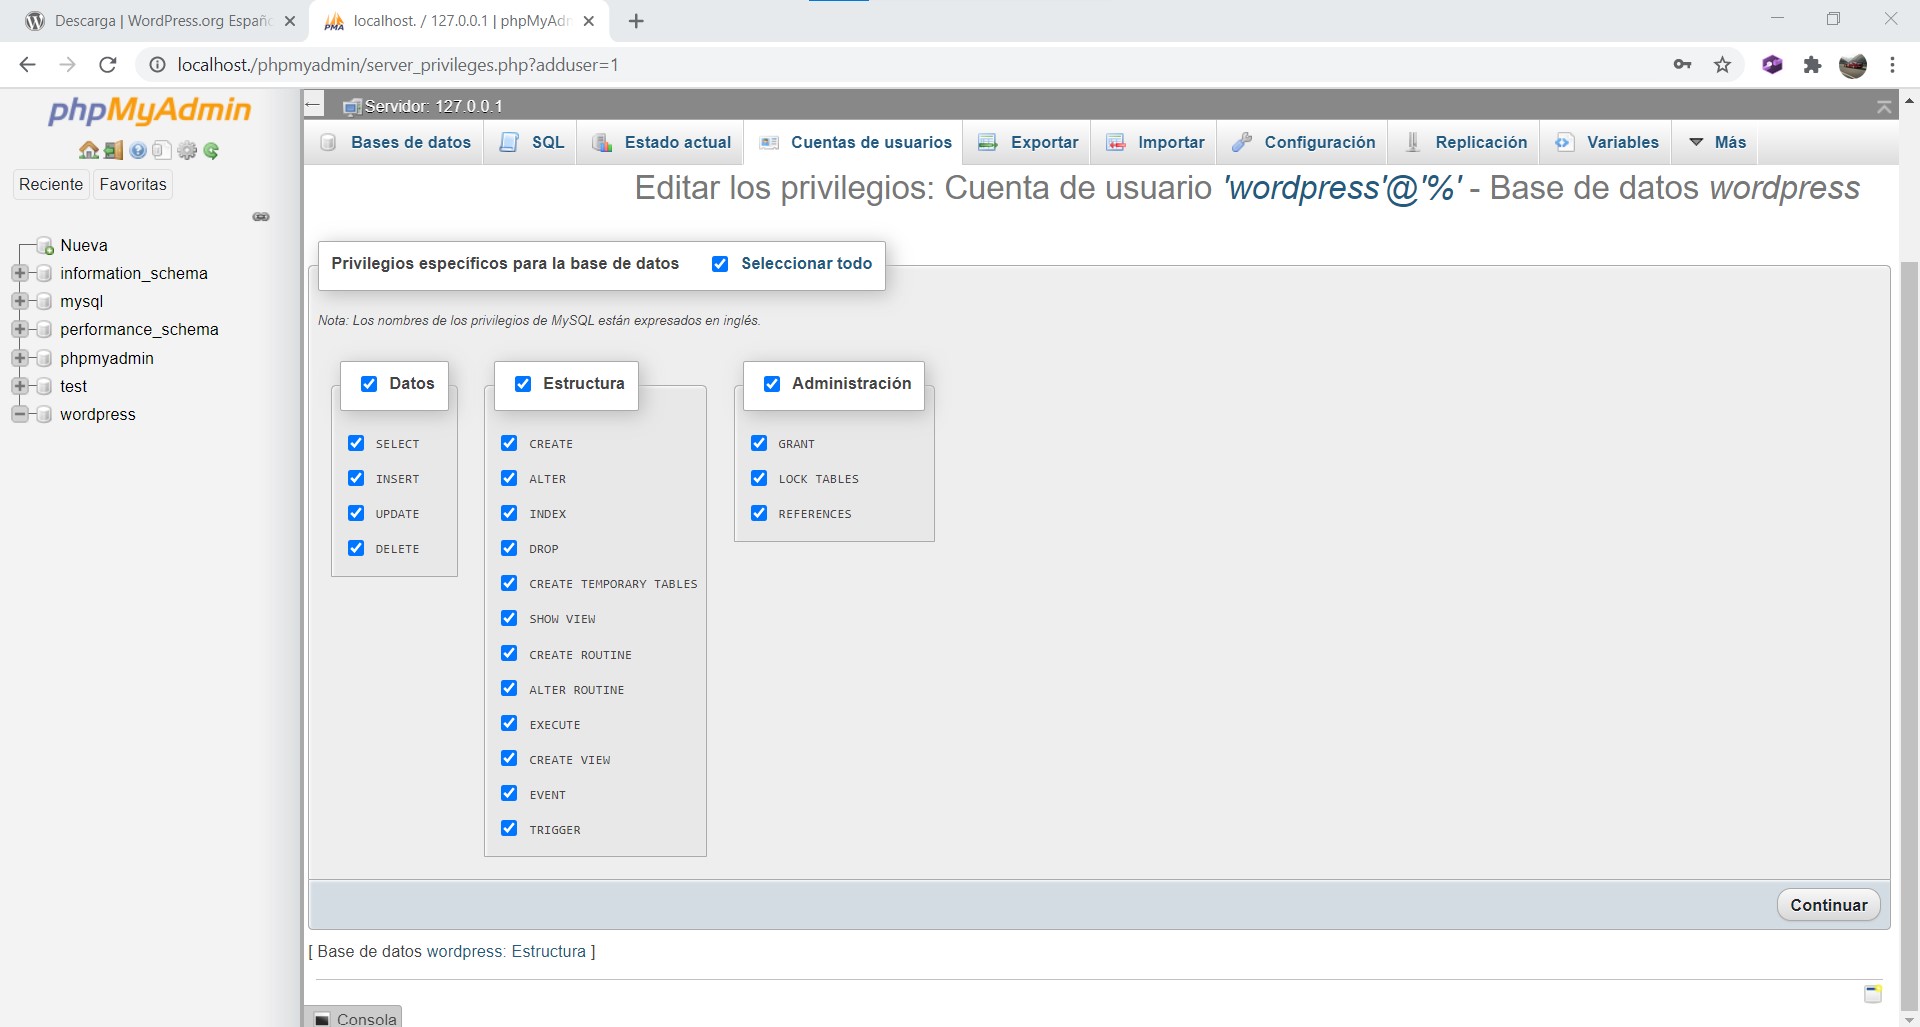 Descarga | WordPress.org Españo
localhost. / 127.0.0.1 | phpMyAdm
localhost./phpmyadmin/server_privileges.php?adduser=1
phpMyAdmin
Reciente
Favoritas
Nueva
information_schema
mysql
performance_schema
phpmyadmin
test
wordpress
Servidor: 127.0.0.1
Bases de datos
SQL
Estado actual
Cuentas de usuarios
Exportar
Importar
Configuración
Replicación
Variables
Más
Editar los privilegios: Cuenta de usuario 'wordpress'@'%' - Base de datos wordpress
Privilegios específicos para la base de datos
Seleccionar todo
Nota: Los nombres de los privilegios de MySQL están expresados en inglés.
Datos
SELECT
INSERT
UPDATE
DELETE
Estructura
CREATE
ALTER
INDEX
DROP
CREATE TEMPORARY TABLES
SHOW VIEW
CREATE ROUTINE
ALTER ROUTINE
EXECUTE
CREATE VIEW
EVENT
TRIGGER
Administración
GRANT
LOCK TABLES
REFERENCES
Continuar
[ Base de datos wordpress: Estructura ]
Consola